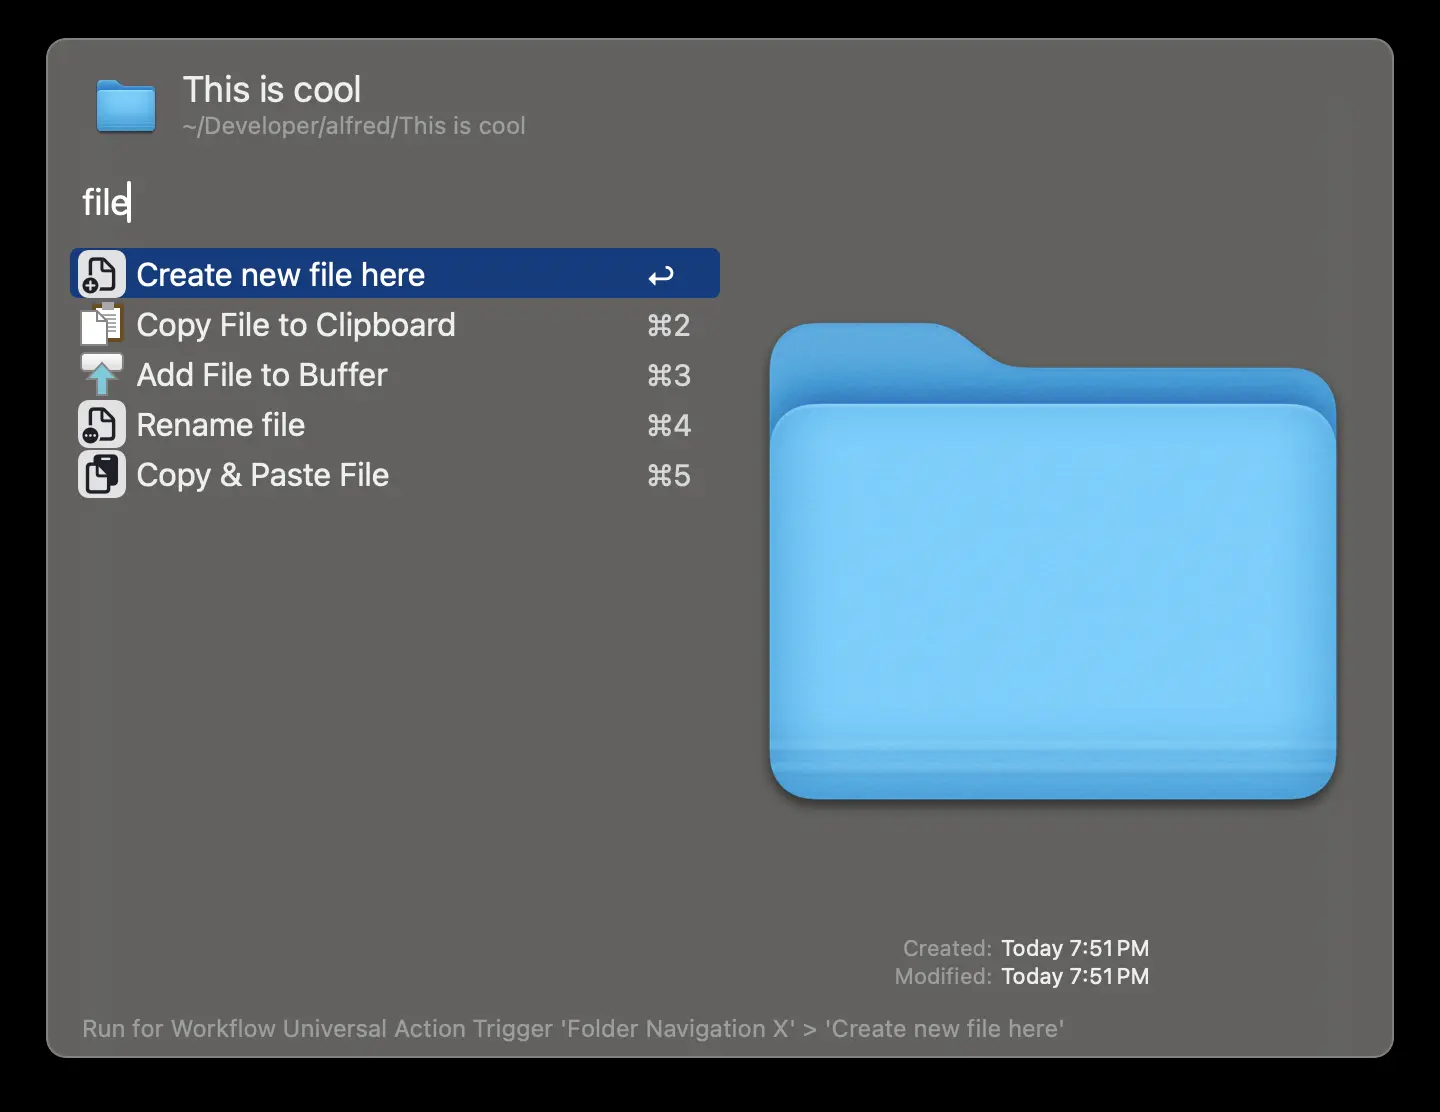 This is cool
~/Developer/alfred/This is cool
file
Create new file here ↩
Copy File to Clipboard ⌘2
Add File to Buffer ⌘3
Rename file ⌘4
Copy & Paste File ⌘5
Created: Today 7:51 PM
Modified: Today 7:51 PM
Run for Workflow Universal Action Trigger 'Folder Navigation X' > 'Create new file here'